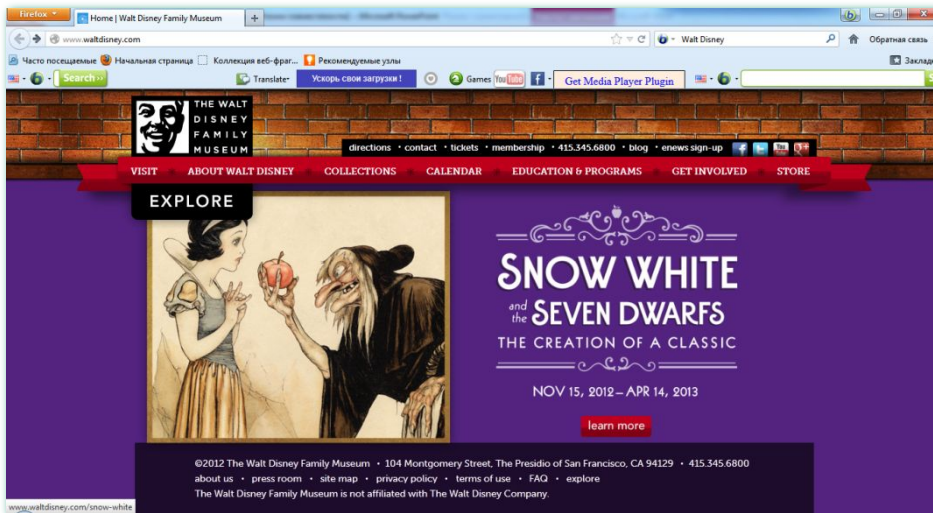 Firefox
Home | Walt Disney Family Museum
www.waltdisney.com
Walt Disney
Обратная связь
Часто посещаемые
Начальная страница
Коллекция веб-фраг...
Рекомендуемые узлы
Заклад
Search
Translate
Ускорь свои загрузки !
Games
YouTube
Get Media Player Plugin
THE WALT
DISNEY
FAMILY
MUSEUM
directions • contact • tickets • membership • 415.345.6800 • blog • enews sign-up
VISIT ABOUT WALT DISNEY COLLECTIONS CALENDAR EDUCATION & PROGRAMS GET INVOLVED STORE
EXPLORE
SNOW WHITE
and the SEVEN DWARFS
THE CREATION OF A CLASSIC
NOV 15, 2012 – APR 14, 2013
learn more
©2012 The Walt Disney Family Museum • 104 Montgomery Street, The Presidio of San Francisco, CA 94129 • 415.345.6800
about us • press room • site map • privacy policy • terms of use • FAQ • explore
The Walt Disney Family Museum is not affiliated with The Walt Disney Company.
www.waltdisney.com/snow-white